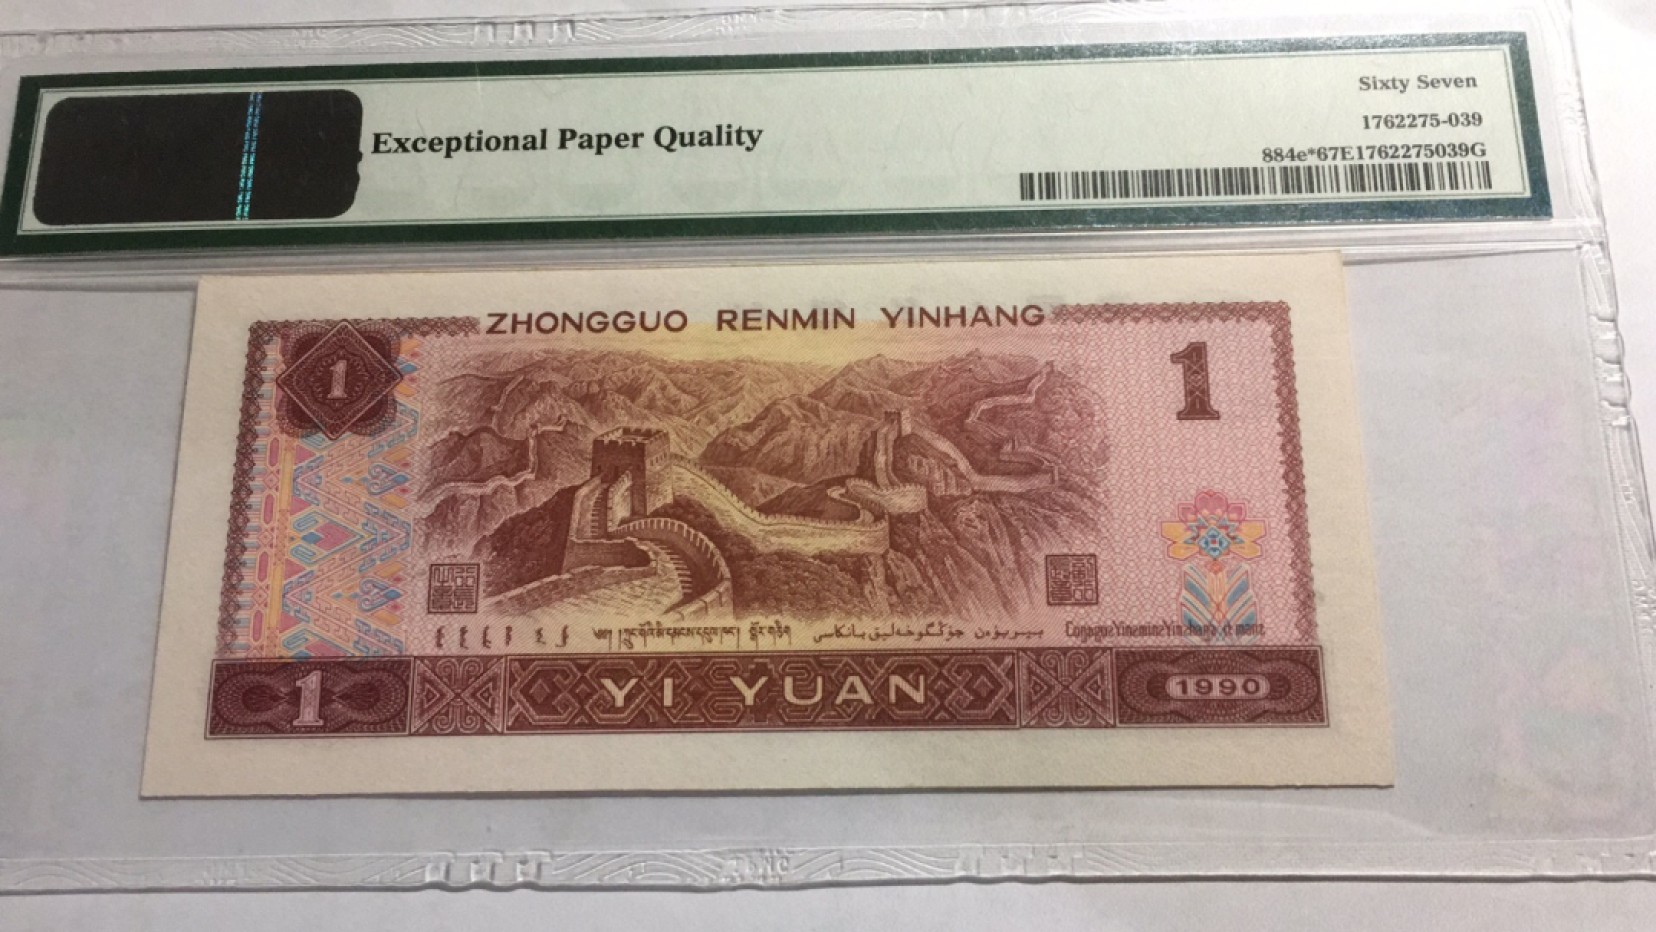 Sixty Seven
1762275-039
Exceptional Paper Quality
884e*67E1762275039G
ZHONGGUO RENMIN YINHANG
1
1
1 YI YUAN 1990